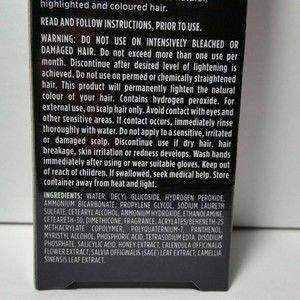 highlighted and coloured hair.
READ AND FOLLOW INSTRUCTIONS, PRIOR TO USE.
WARNING: DO NOT USE ON INTENSIVELY BLEACHED OR
DAMAGED HAIR. Do not exceed more than one use per
month. Discontinue after desired level of lightening is
achieved. Do not use on permed or chemically straightened
hair. This product will permanently lighten the natural
colour of your hair. Contains hydrogen peroxide. For
external use, on scalp hair only. Avoid contact with eyes and
other sensitive areas. If contact occurs, immediately rinse
thoroughly with water. Do not apply to a sensitive, irritated
or damaged scalp. Discontinue use if dry hair, hair
breakage, skin irritation or redness develops. Wash hands
immediately after using or wear suitable gloves. Keep out
of reach of children. If swallowed, seek medical help. Store
container away from heat and light.
INGREDIENTS: WATER, DECYL GLUCOSIDE, HYDROGEN PEROXIDE,
AMMONIUM BICARBONATE, PROPYLENE GLYCOL, SODIUM LAURETH
SULFATE, CETEARYL ALCOHOL, AMMONIUM HYDROXIDE, ETHANOLAMINE,
CETEARETH-30, DIMETHICONE, FRAGRANCE, ACRYLATES/BEHENETH-25
METHACRYLATE COPOLYMER, POLYQUATERNIUM-7, PANTHENOL,
MYRISTYL ALCOHOL, PHOSPHORIC ACID, TETRASODIUM EDTA, DISODIUM
PHOSPHATE, SALICYLIC ACID, HONEY EXTRACT, CALENDULA OFFICINALIS
FLOWER EXTRACT, SALVIA OFFICINALIS (SAGE) LEAF EXTRACT, CAMELLIA
SINENSIS LEAF EXTRACT.